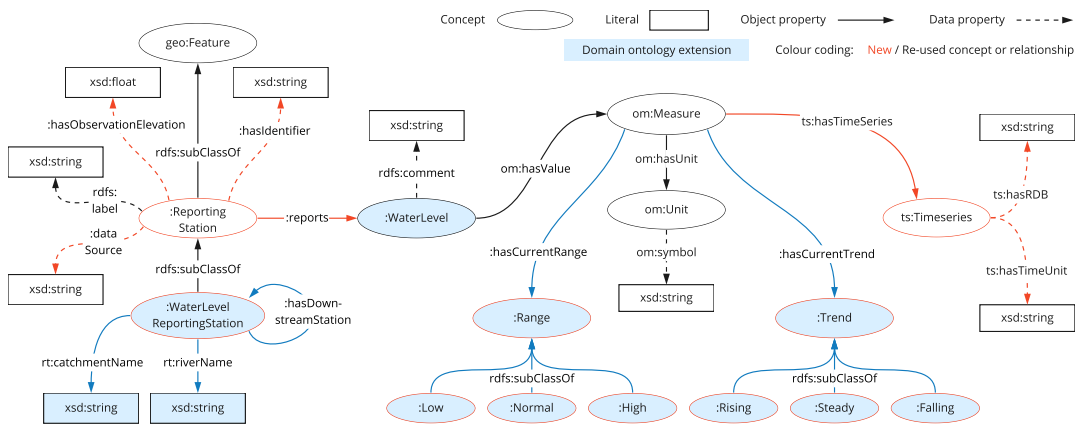 Concept
Literal
Object property
Data property
Domain ontology extension
Colour coding: New / Re-used concept or relationship
geo:Feature
xsd:float
xsd:string
:hasObservationElevation
:hasIdentifier
rdfs:subClassOf
xsd:string
rdfs:
label
:Reporting
Station
:data
Source
xsd:string
:reports
xsd:string
rdfs:comment
:WaterLevel
rdfs:subClassOf
:WaterLevel
ReportingStation
:hasDown-
streamStation
rt:catchmentName
rt:riverName
xsd:string
xsd:string
om:hasValue
om:Measure
om:hasUnit
om:Unit
om:symbol
xsd:string
ts:hasTimeSeries
ts:Timeseries
xsd:string
ts:hasRDB
ts:hasTimeUnit
xsd:string
:hasCurrentRange
:hasCurrentTrend
:Range
:Trend
rdfs:subClassOf
rdfs:subClassOf
:Low
:Normal
:High
:Rising
:Steady
:Falling